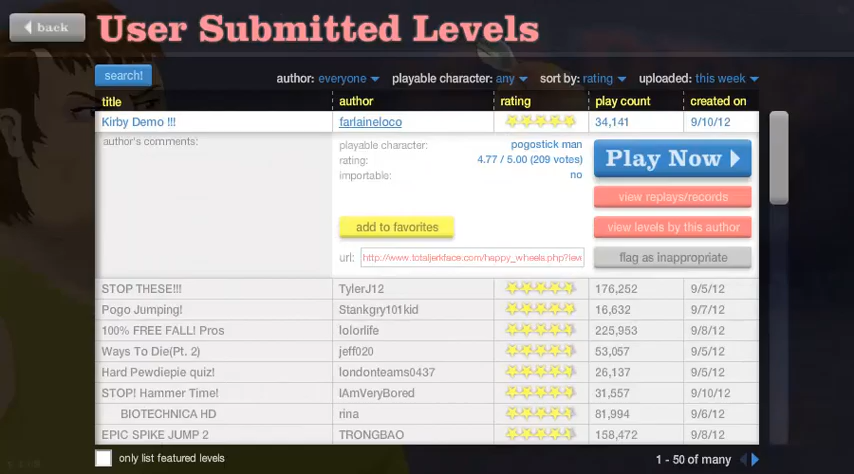 back
User Submitted Levels
search!
author: everyone playable character: any sort by: rating uploaded: this week
title author rating play count created on
Kirby Demo !!! farlaineloco 34,141 9/10/12
author's comments:
playable character: pogostick man
rating: 4.77 / 5.00 (209 votes)
importable: no
Play Now
view replays/records
add to favorites
view levels by this author
url: http://www.totaljerkface.com/happy_wheels.php?leve
flag as inappropriate
STOP THESE!!! TylerJ12 176,252 9/5/12
Pogo Jumping! Stankgry101kid 16,632 9/7/12
100% FREE FALL! Pros lolorlife 225,953 9/8/12
Ways To Die(Pt. 2) jeff020 53,057 9/5/12
Hard Pewdiepie quiz! londonteams0437 26,137 9/5/12
STOP! Hammer Time! IAmVeryBored 31,557 9/10/12
BIOTECHNICA HD rina 81,994 9/6/12
EPIC SPIKE JUMP 2 TRONGBAO 158,472 9/8/12
only list featured levels
1 - 50 of many